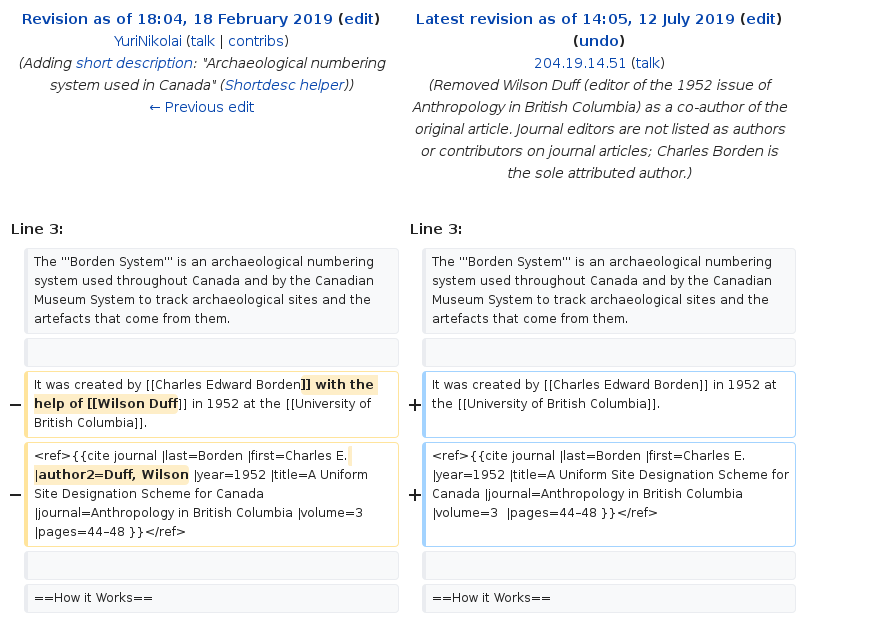 Revision as of 18:04, 18 February 2019 (edit)
YuriNikolai (talk | contribs)
(Adding short description: "Archaeological numbering
system used in Canada" (Shortdesc helper))
← Previous edit
Latest revision as of 14:05, 12 July 2019 (edit)
(undo)
204.19.14.51 (talk)
(Removed Wilson Duff (editor of the 1952 issue of
Anthropology in British Columbia) as a co-author of the
original article. Journal editors are not listed as authors
or contributors on journal articles; Charles Borden is
the sole attributed author.)
Line 3:
Line 3:
The '''Borden System''' is an archaeological numbering
system used throughout Canada and by the Canadian
Museum System to track archaeological sites and the
artefacts that come from them.
The '''Borden System''' is an archaeological numbering
system used throughout Canada and by the Canadian
Museum System to track archaeological sites and the
artefacts that come from them.
− It was created by [[Charles Edward Borden]] with the
help of [[Wilson Duff]] in 1952 at the [[University of
British Columbia]].
+ It was created by [[Charles Edward Borden]] in 1952 at
the [[University of British Columbia]].
− <ref>{{cite journal |last=Borden |first=Charles E.
|author2=Duff, Wilson |year=1952 |title=A Uniform
Site Designation Scheme for Canada
|journal=Anthropology in British Columbia |volume=3
|pages=44–48 }}</ref>
+ <ref>{{cite journal |last=Borden |first=Charles E.
|year=1952 |title=A Uniform Site Designation Scheme for
Canada |journal=Anthropology in British Columbia
|volume=3  |pages=44–48 }}</ref>
==How it Works==
==How it Works==